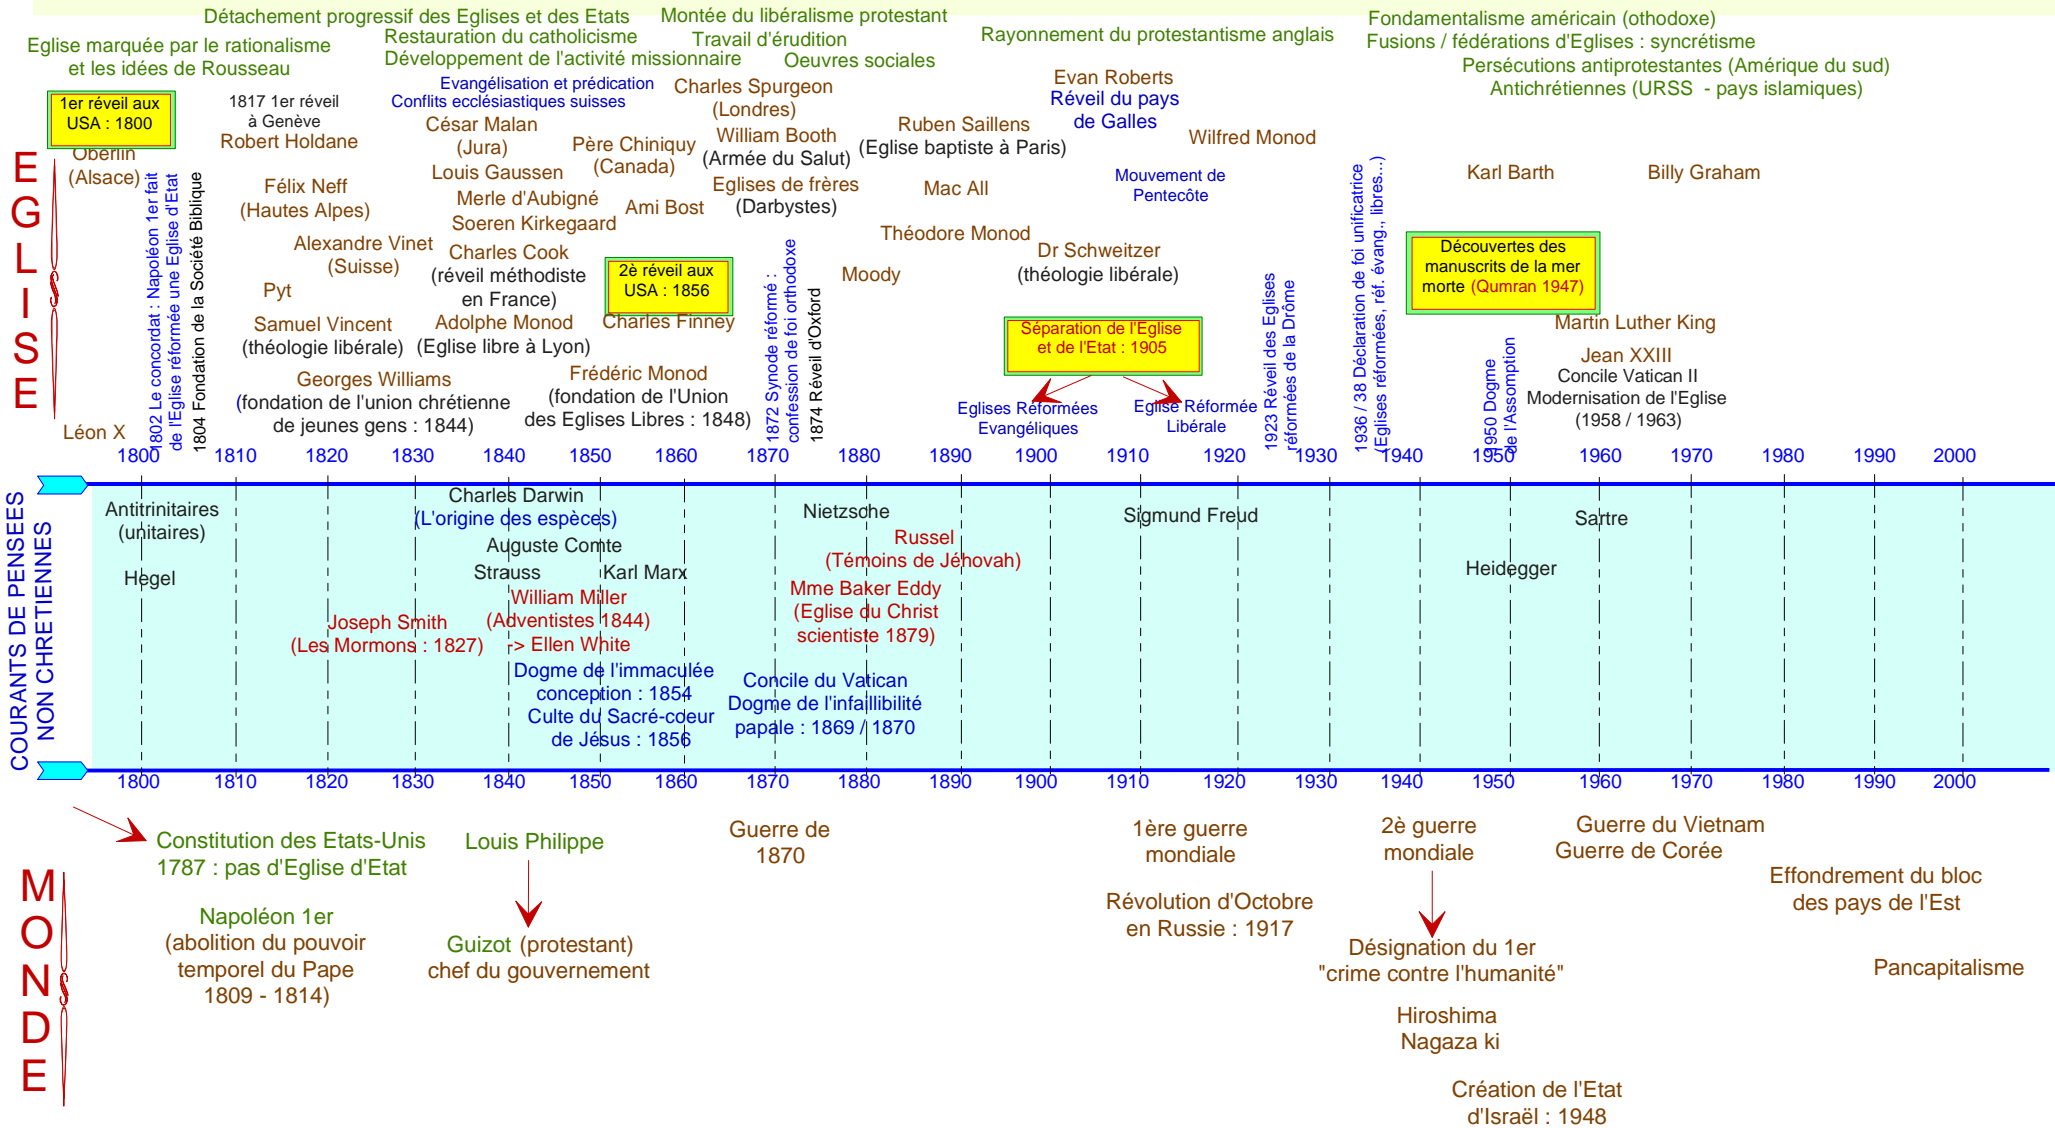 Détachement progressif des Eglises et des Etats
Montée du libéralisme protestant
Fondamentalisme américain (othodoxe)
Eglise marquée par le rationalisme
et les idées de Rousseau
Restauration du catholicisme
Développement de l'activité missionnaire
Travail d'érudition
Oeuvres sociales
Rayonnement du protestantisme anglais
Fusions / fédérations d'Eglises : syncrétisme
Persécutions antiprotestantes (Amérique du sud)
Antichrétiennes (URSS - pays islamiques)
EGLISE
1er réveil aux
USA : 1800
Oberlin
(Alsace)
Léon X
1802 Le concordat : Napoléon 1er fait
de l'Eglise réformée une Eglise d'Etat
1804 Fondation de la Société Biblique
1817 1er réveil
à Genève
Robert Holdane
Félix Neff
(Hautes Alpes)
Alexandre Vinet
(Suisse)
Pyt
Samuel Vincent
(théologie libérale)
Georges Williams
(fondation de l'union chrétienne
de jeunes gens : 1844)
Evangélisation et prédication
Conflits ecclésiastiques suisses
César Malan
(Jura)
Louis Gaussen
Merle d'Aubigné
Soeren Kirkegaard
Charles Cook
(réveil méthodiste
en France)
Adolphe Monod
(Eglise libre à Lyon)
Père Chiniquy
(Canada)
Ami Bost
2è réveil aux
USA : 1856
Charles Finney
Frédéric Monod
(fondation de l'Union
des Eglises Libres : 1848)
Charles Spurgeon
(Londres)
William Booth
(Armée du Salut)
Eglises de frères
(Darbystes)
1872 Synode réformé :
confession de foi orthodoxe
1874 Réveil d'Oxford
Ruben Saillens
(Eglise baptiste à Paris)
Mac All
Théodore Monod
Moody
Evan Roberts
Réveil du pays
de Galles
Mouvement de
Pentecôte
Dr Schweitzer
(théologie libérale)
Séparation de l'Eglise
et de l'Etat : 1905
Eglises Réformées
Evangéliques
Eglise Réformée
Libérale
Wilfred Monod
1923 Réveil des Eglises
réformées de la Drôme
1936 / 38 Déclaration de foi unificatrice
(Eglises réformées, réf. évang., libres...)
Karl Barth
Billy Graham
Découvertes des
manuscrits de la mer
morte (Qumran 1947)
1950 Dogme
de l'Assomption
Martin Luther King
Jean XXIII
Concile Vatican II
Modernisation de l'Eglise
(1958 / 1963)
1800 1810 1820 1830 1840 1850 1860 1870 1880 1890 1900 1910 1920 1930 1940 1950 1960 1970 1980 1990 2000
COURANTS DE PENSEES
NON CHRETIENNES
Antitrinitaires
(unitaires)
Hegel
Joseph Smith
(Les Mormons : 1827)
Charles Darwin
(L'origine des espèces)
Auguste Comte
Strauss
Karl Marx
William Miller
(Adventistes 1844)
-> Ellen White
Dogme de l'immaculée
conception : 1854
Culte du Sacré-coeur
de Jésus : 1856
Nietzsche
Russel
(Témoins de Jéhovah)
Mme Baker Eddy
(Eglise du Christ
scientiste 1879)
Concile du Vatican
Dogme de l'infaillibilité
papale : 1869 / 1870
Sigmund Freud
Heidegger
Sartre
1800 1810 1820 1830 1840 1850 1860 1870 1880 1890 1900 1910 1920 1930 1940 1950 1960 1970 1980 1990 2000
MONDE
Constitution des Etats-Unis
1787 : pas d'Eglise d'Etat
Napoléon 1er
(abolition du pouvoir
temporel du Pape
1809 - 1814)
Louis Philippe
Guizot (protestant)
chef du gouvernement
Guerre de
1870
1ère guerre
mondiale
Révolution d'Octobre
en Russie : 1917
2è guerre
mondiale
Désignation du 1er
"crime contre l'humanité"
Hiroshima
Nagaza ki
Création de l'Etat
d'Israël : 1948
Guerre du Vietnam
Guerre de Corée
Effondrement du bloc
des pays de l'Est
Pancapitalisme